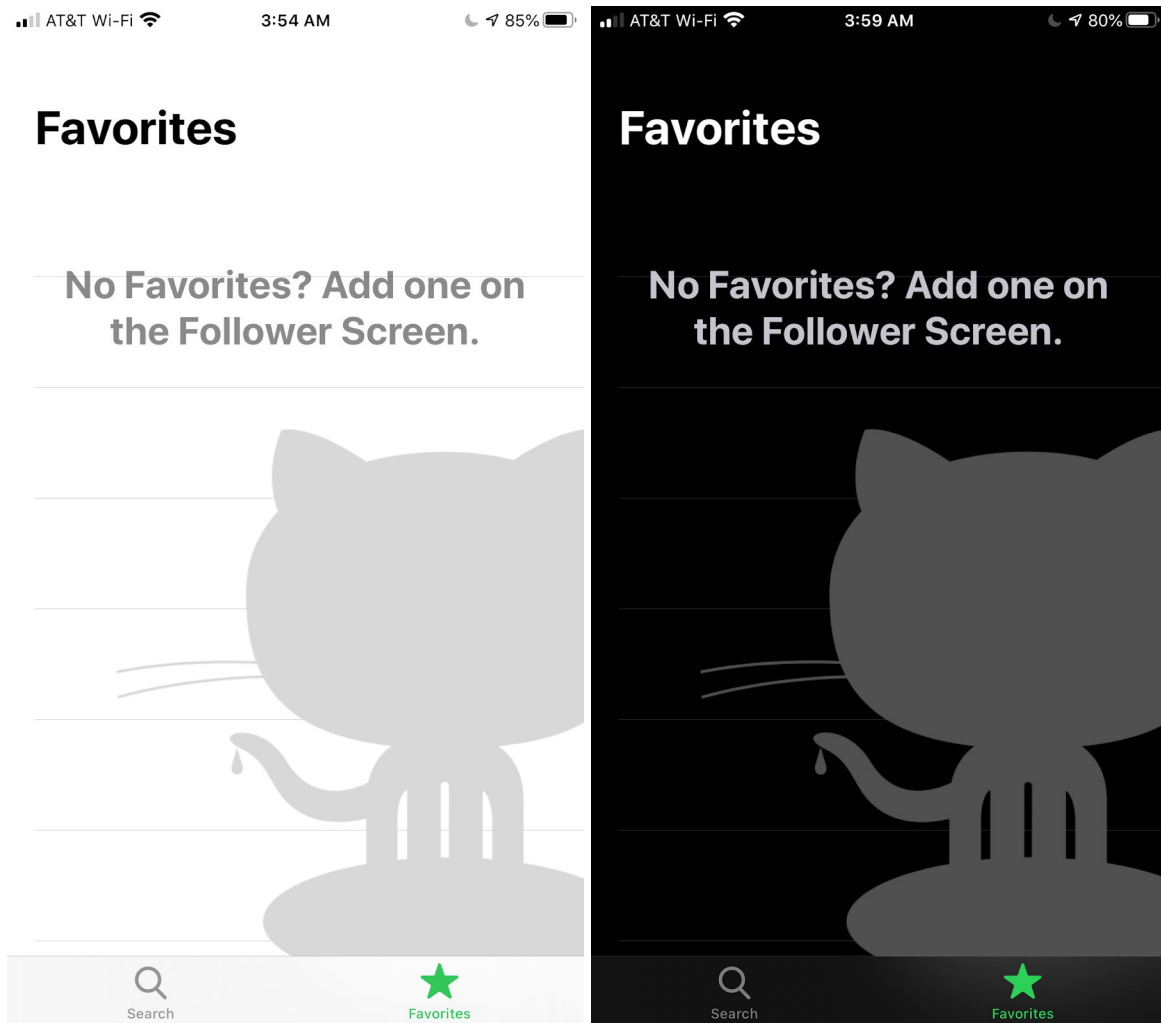 AT&T Wi-Fi 3:54 AM 85%
Favorites
No Favorites? Add one on
the Follower Screen.
Search Favorites
AT&T Wi-Fi 3:59 AM 80%
Favorites
No Favorites? Add one on
the Follower Screen.
Search Favorites